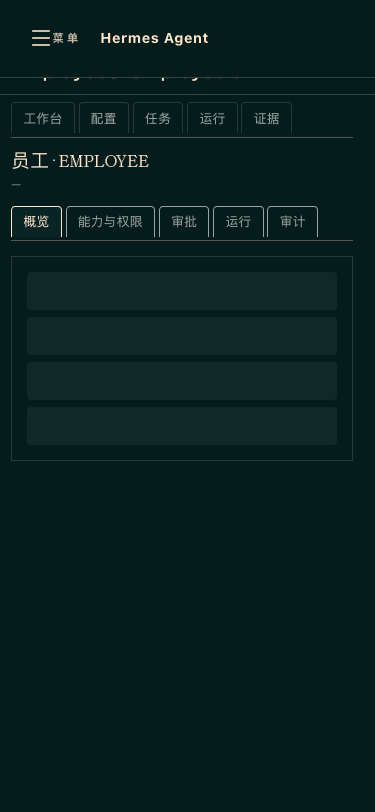 菜单 Hermes Agent
工作台 配置 任务 运行 证据
员工 · EMPLOYEE
—
概览 能力与权限 审批 运行 审计